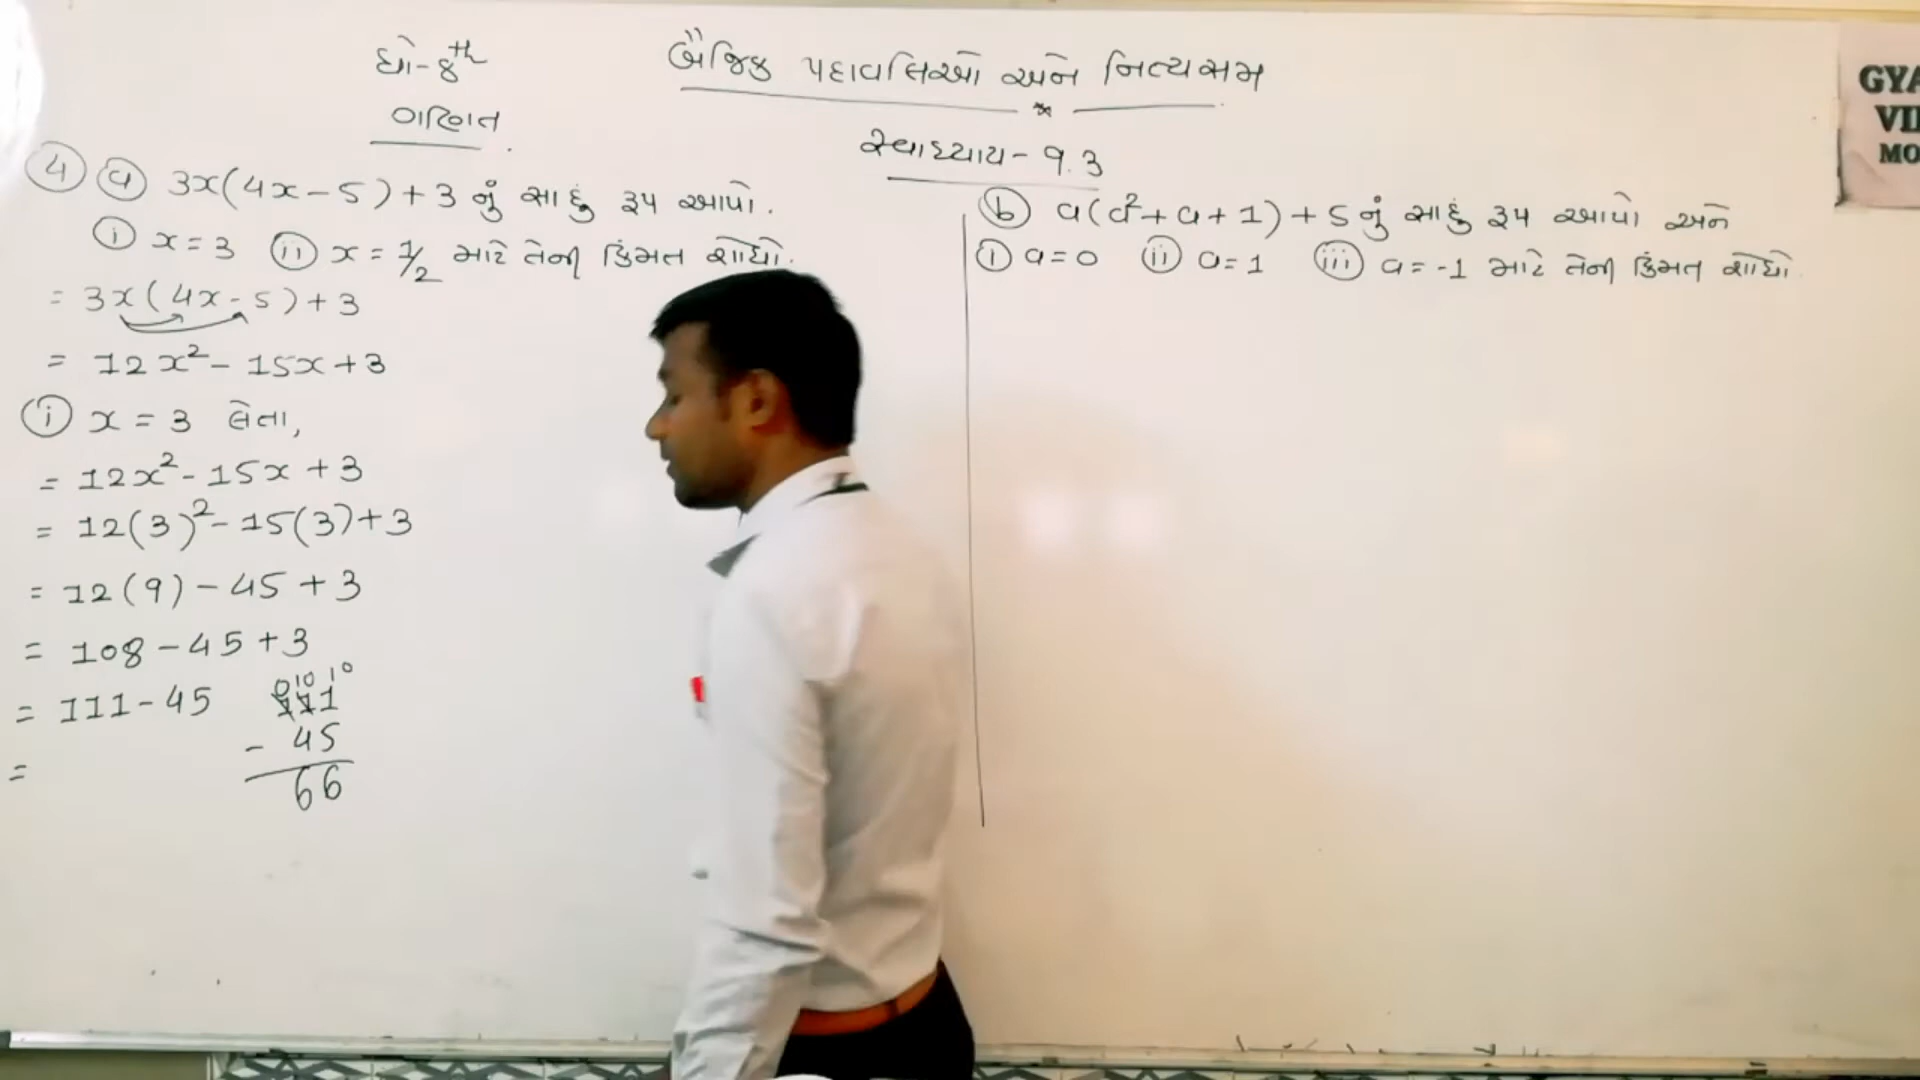 ધો-8th
ગણિત
બૈજિક પદાવલિઓ અને નિત્યસમ
સ્વાધ્યાય - 9.3
4 a 3x(4x-5)+3 નું સાદું રૂપ આપો.
i x = 3 ii x = 1/2 માટે તેની કિંમત શોધો.
= 3x(4x-5)+3
= 12x² - 15x + 3
i x = 3 લેતા,
= 12x² - 15x + 3
= 12(3)² - 15(3) + 3
= 12(9) - 45 + 3
= 108 - 45 + 3
= 111 - 45
=
0 10 10
111
- 45
66
b a(a²+a+1)+5 નું સાદું રૂપ આપો અને
i a=0 ii a=1 iii a=-1 માટે તેની કિંમત શોધો.
GYA
VI
MO